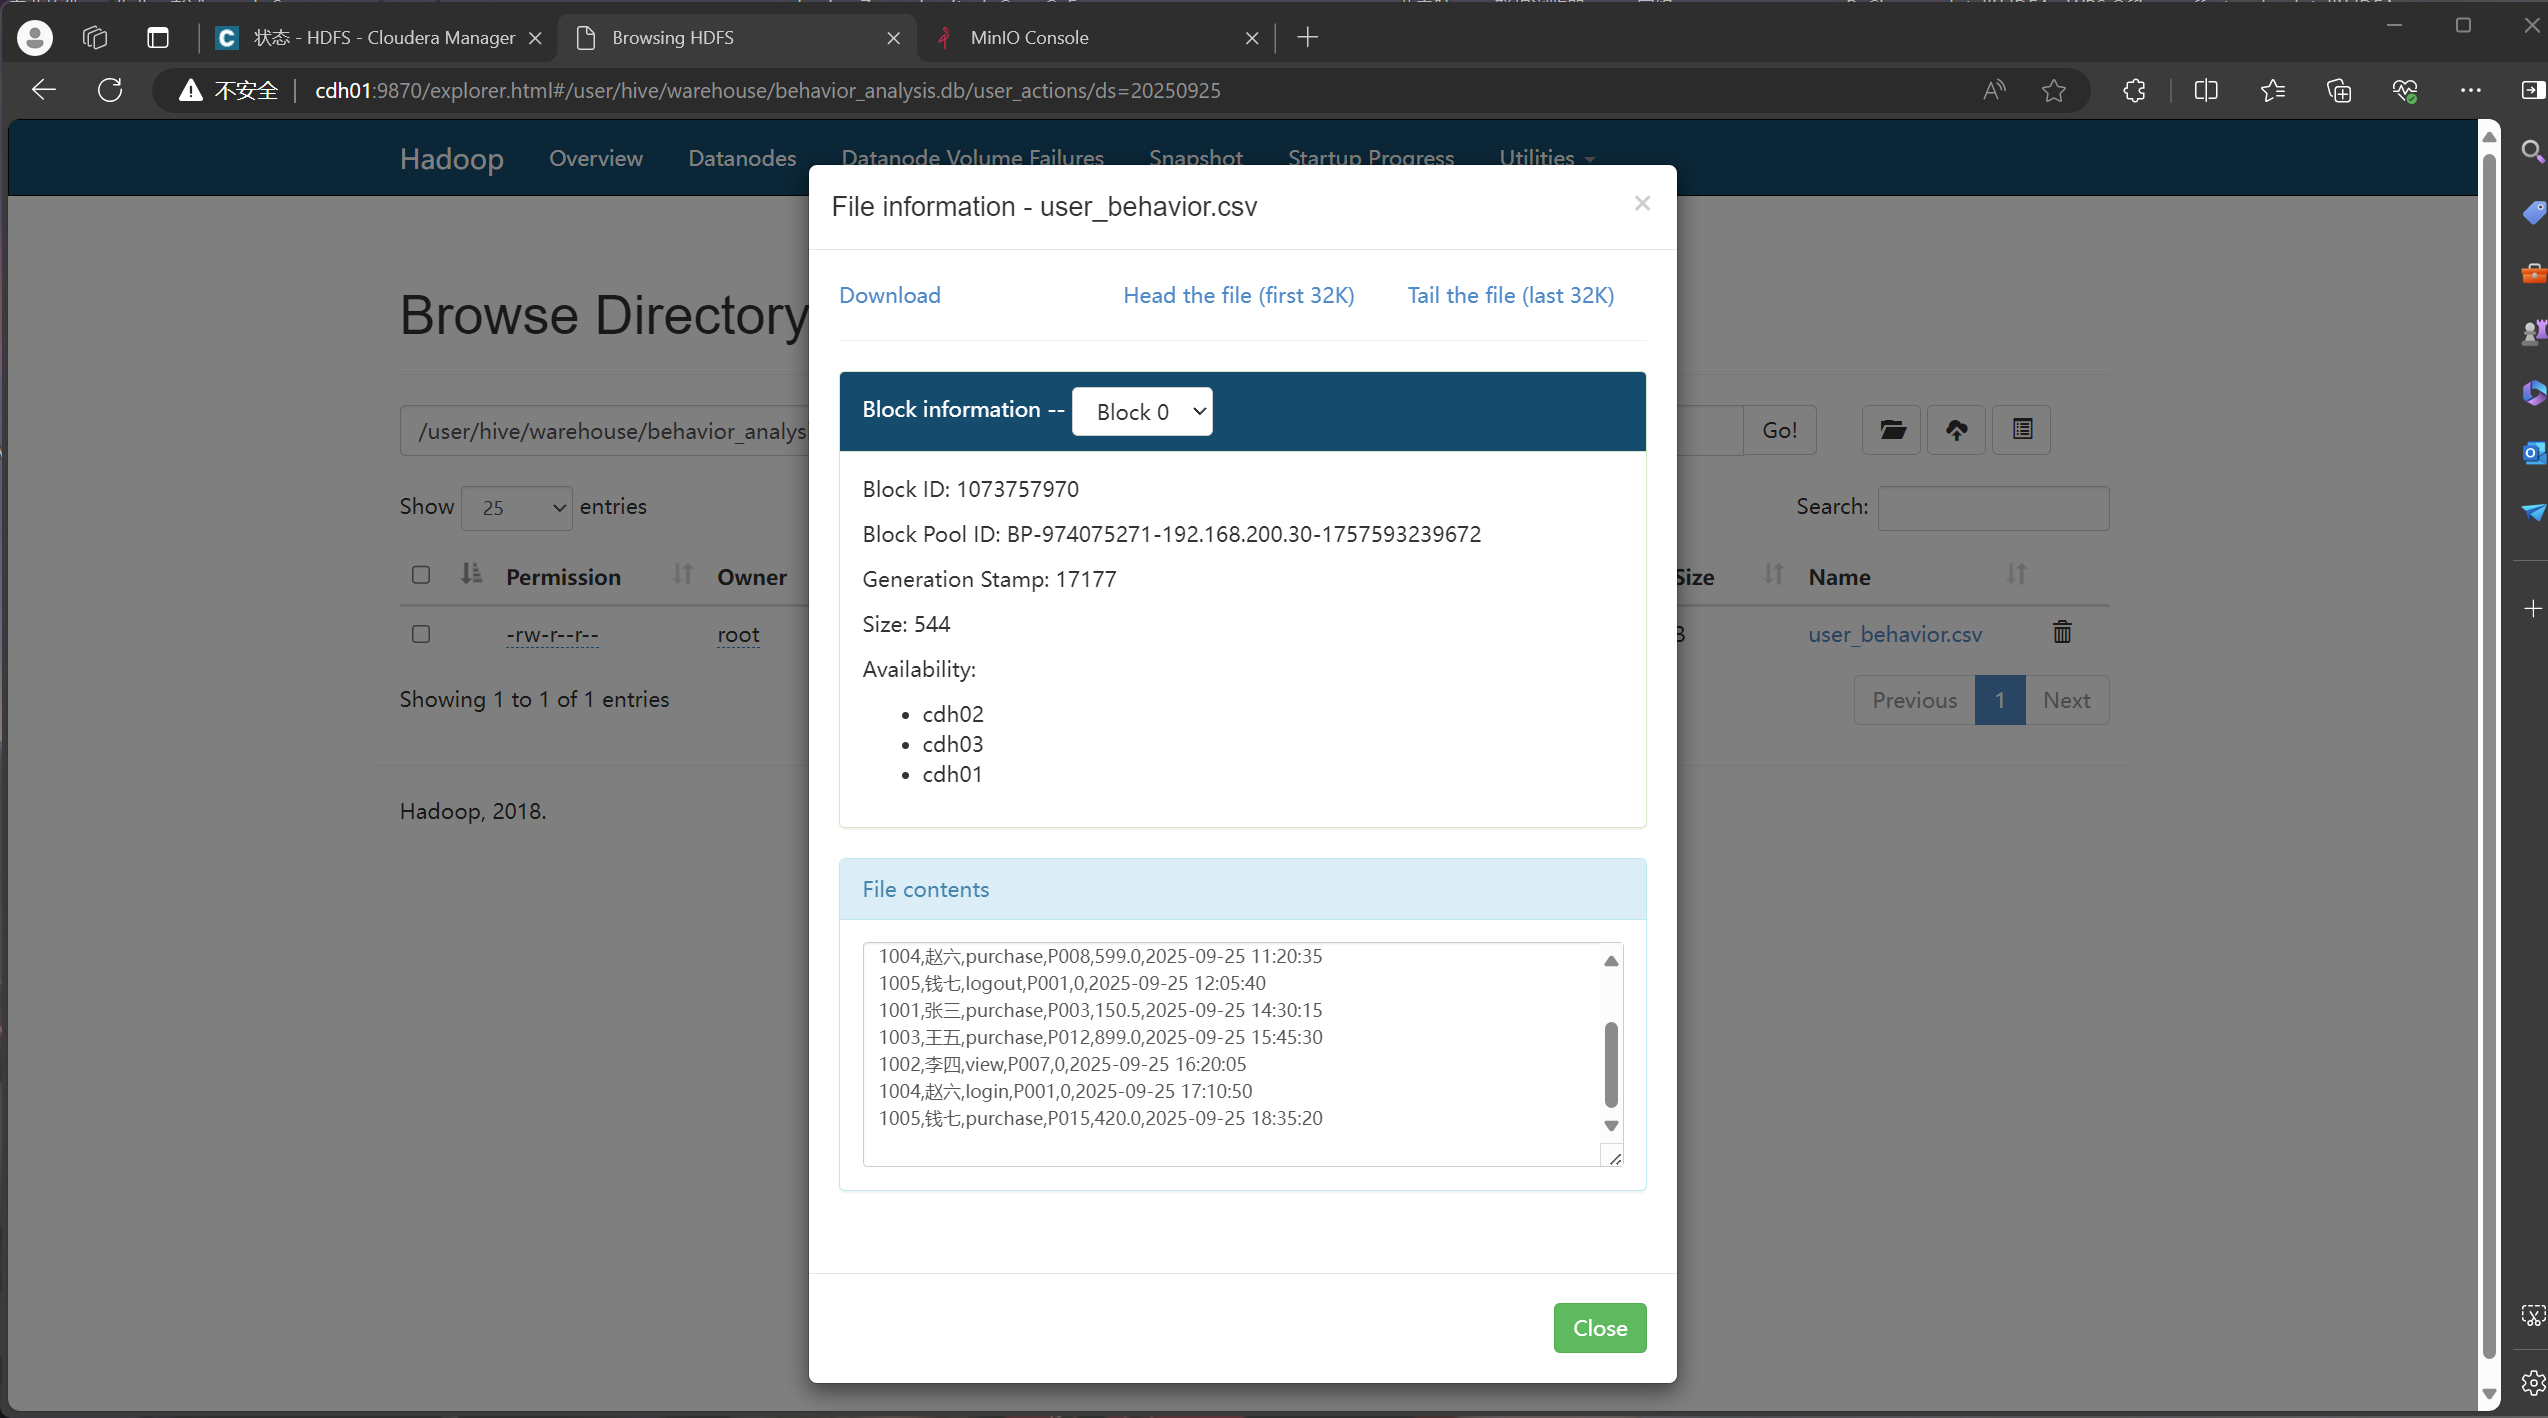 状态 - HDFS - Cloudera Manager
Browsing HDFS
MinIO Console
不安全
cdh01:9870/explorer.html#/user/hive/warehouse/behavior_analysis.db/user_actions/ds=20250925
Hadoop
Overview
Datanodes
Datanode Volume Failures
Snapshot
Startup Progress
Utilities
File information - user_behavior.csv
×
Download
Head the file (first 32K)
Tail the file (last 32K)
Browse Directory
Block information -- Block 0
/user/hive/warehouse/behavior_analysi
Go!
Block ID: 1073757970
Show 25 entries
Search:
Block Pool ID: BP-974075271-192.168.200.30-1757593239672
Permission
Owner
Size
Name
Generation Stamp: 17177
Size: 544
-rw-r--r--
root
user_behavior.csv
Availability:
Showing 1 to 1 of 1 entries
Previous
1
Next
cdh02
cdh03
cdh01
Hadoop, 2018.
File contents
1004,赵六,purchase,P008,599.0,2025-09-25 11:20:35
1005,钱七,logout,P001,0,2025-09-25 12:05:40
1001,张三,purchase,P003,150.5,2025-09-25 14:30:15
1003,王五,purchase,P012,899.0,2025-09-25 15:45:30
1002,李四,view,P007,0,2025-09-25 16:20:05
1004,赵六,login,P001,0,2025-09-25 17:10:50
1005,钱七,purchase,P015,420.0,2025-09-25 18:35:20
Close